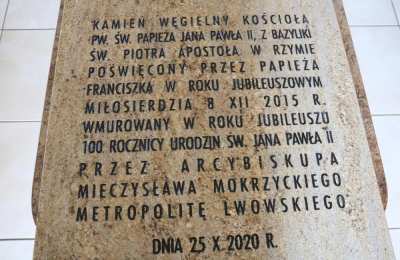 KAMIEŃ WĘGIELNY KOŚCIOŁA
PW. ŚW. PAPIEŻA JANA PAWŁA II, Z BAZYLIKI
ŚW. PIOTRA APOSTOŁA W RZYMIE
POŚWIĘCONY PRZEZ PAPIEŻA
FRANCISZKA W ROKU JUBILEUSZOWYM
MIŁOSIERDZIA 8 XII 2015 R.
WMUROWANY W ROKU JUBILEUSZU
100 ROCZNICY URODZIN ŚW. JANA PAWŁA II
PRZEZ ARCYBISKUPA
MIECZYSŁAWA MOKRZYCKIEGO
METROPOLITĘ LWOWSKIEGO
DNIA 25 X 2020 R.